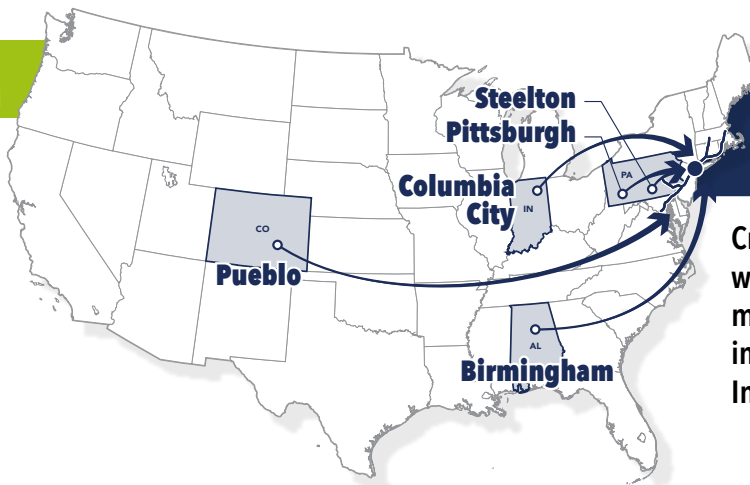 Steelton
Pittsburgh
PA
Columbia
City
IN
CO
Pueblo
AL
Birmingham